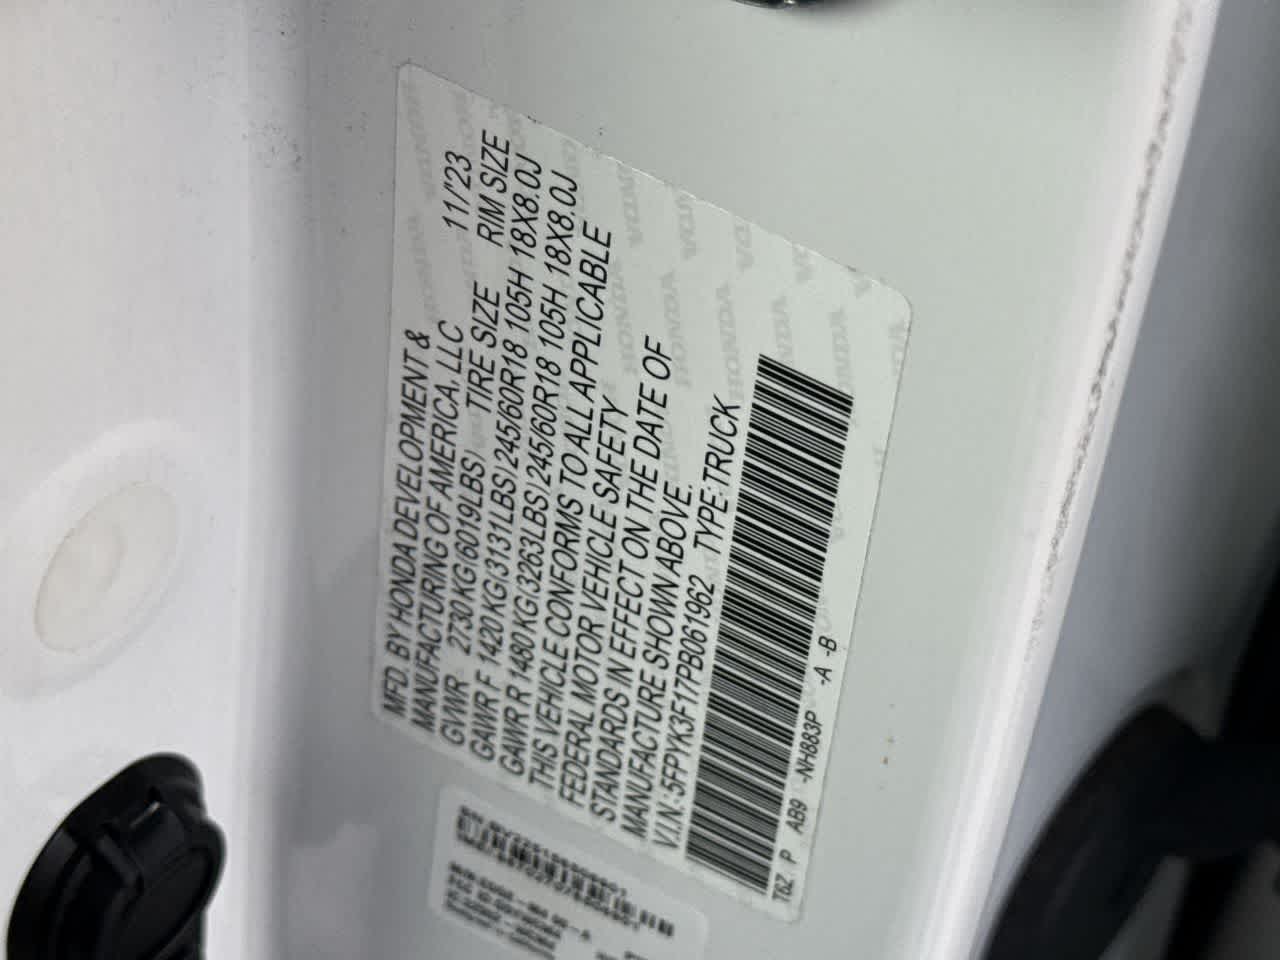 MFD. BY HONDA DEVELOPMENT &
MANUFACTURING OF AMERICA, LLC 11/'23
GVWR 2730 KG(6019LBS) TIRE SIZE RIM SIZE
GAWR F 1420 KG(3131LBS) 245/60R18 105H 18X8.0J
GAWR R 1480 KG(3263LBS) 245/60R18 105H 18X8.0J
THIS VEHICLE CONFORMS TO ALL APPLICABLE
FEDERAL MOTOR VEHICLE SAFETY
STANDARDS IN EFFECT ON THE DATE OF
MANUFACTURE SHOWN ABOVE.
V.I.N.:5FPYK3F17PB061962 TYPE:TRUCK
T6Z P AB9 -NH883P -A -B